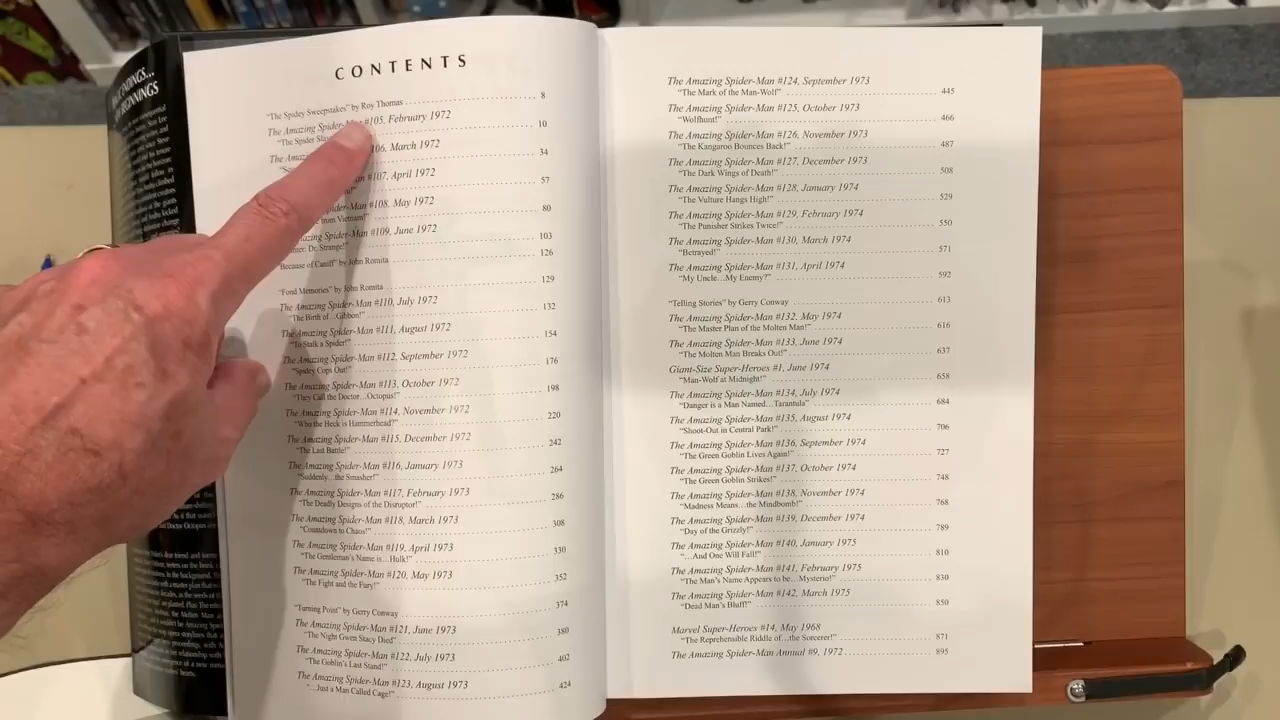 CONTENTS
"The Spidey Sweepstakes" by Roy Thomas 8
The Amazing Spider- #105, February 1972
"The Spider 10
The 106, March 1972
34
#107, April 1972
57
#108, May 1972
from Vietnam!" 80
Spider-Man #109, June 1972
Dr. Strange!" 103
Because of Caniff" by John Romita 126
"Fond Memories" by John Romita 129
The Amazing Spider-Man #110, July 1972
"The Birth of…Gibbon!" 132
The Amazing Spider-Man #111, August 1972
"To Stalk a Spider!" 154
The Amazing Spider-Man #112, September 1972
"Spidey Cops Out!" 176
The Amazing Spider-Man #113, October 1972
"They Call the Doctor…Octopus!" 198
The Amazing Spider-Man #114, November 1972
"Who the Heck is Hammerhead?" 220
The Amazing Spider-Man #115, December 1972
"The Last Battle!" 242
The Amazing Spider-Man #116, January 1973
"Suddenly…the Smasher!" 264
The Amazing Spider-Man #117, February 1973
"The Deadly Designs of the Disruptor!" 286
The Amazing Spider-Man #118, March 1973
"Countdown to Chaos!" 308
The Amazing Spider-Man #119, April 1973
"The Gentleman's Name is…Hulk!" 330
The Amazing Spider-Man #120, May 1973
"The Fight and the Fury!" 352
"Turning Point" by Gerry Conway 374
The Amazing Spider-Man #121, June 1973
"The Night Gwen Stacy Died" 380
The Amazing Spider-Man #122, July 1973
"The Goblin's Last Stand!" 402
The Amazing Spider-Man #123, August 1973
"…Just a Man Called Cage!" 424
The Amazing Spider-Man #124, September 1973
"The Mark of the Man-Wolf" 445
The Amazing Spider-Man #125, October 1973
"Wolfhunt!" 466
The Amazing Spider-Man #126, November 1973
"The Kangaroo Bounces Back!" 487
The Amazing Spider-Man #127, December 1973
"The Dark Wings of Death!" 508
The Amazing Spider-Man #128, January 1974
"The Vulture Hangs High!" 529
The Amazing Spider-Man #129, February 1974
"The Punisher Strikes Twice!" 550
The Amazing Spider-Man #130, March 1974
"Betrayed!" 571
The Amazing Spider-Man #131, April 1974
"My Uncle…My Enemy?" 592
"Telling Stories" by Gerry Conway 613
The Amazing Spider-Man #132, May 1974
"The Master Plan of the Molten Man!" 616
The Amazing Spider-Man #133, June 1974
"The Molten Man Breaks Out!" 637
Giant-Size Super-Heroes #1, June 1974
"Man-Wolf at Midnight!" 658
The Amazing Spider-Man #134, July 1974
"Danger is a Man Named…Tarantula" 684
The Amazing Spider-Man #135, August 1974
"Shoot-Out in Central Park!" 706
The Amazing Spider-Man #136, September 1974
"The Green Goblin Lives Again!" 727
The Amazing Spider-Man #137, October 1974
"The Green Goblin Strikes!" 748
The Amazing Spider-Man #138, November 1974
"Madness Means…the Mindbomb!" 768
The Amazing Spider-Man #139, December 1974
"Day of the Grizzly!" 789
The Amazing Spider-Man #140, January 1975
"…And One Will Fall!" 810
The Amazing Spider-Man #141, February 1975
"The Man's Name Appears to be…Mysterio!" 830
The Amazing Spider-Man #142, March 1975
"Dead Man's Bluff!" 850
Marvel Super-Heroes #14, May 1968
"The Reprehensible Riddle of…the Sorcerer!" 871
The Amazing Spider-Man Annual #9, 1972 895